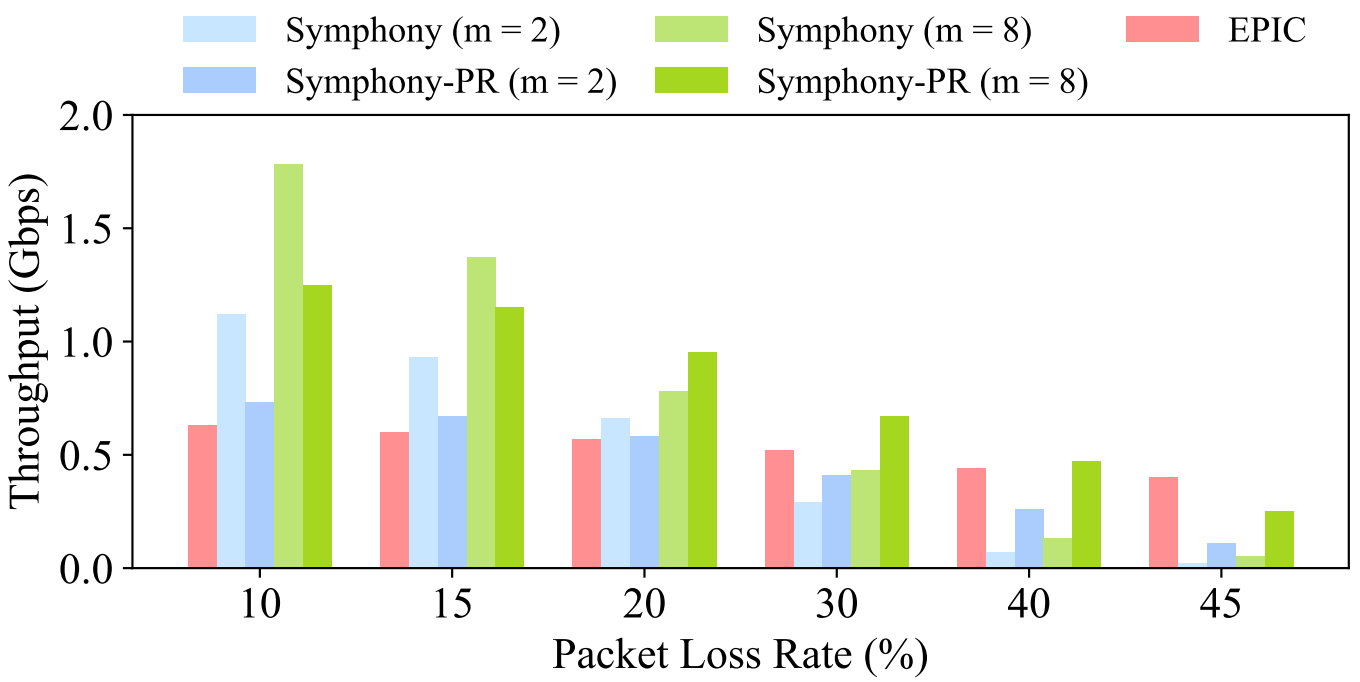 Symphony (m = 2)
Symphony (m = 8)
EPIC
Symphony-PR (m = 2)
Symphony-PR (m = 8)
Throughput (Gbps)
2.0
1.5
1.0
0.5
0.0
10
15
20
30
40
45
Packet Loss Rate (%)